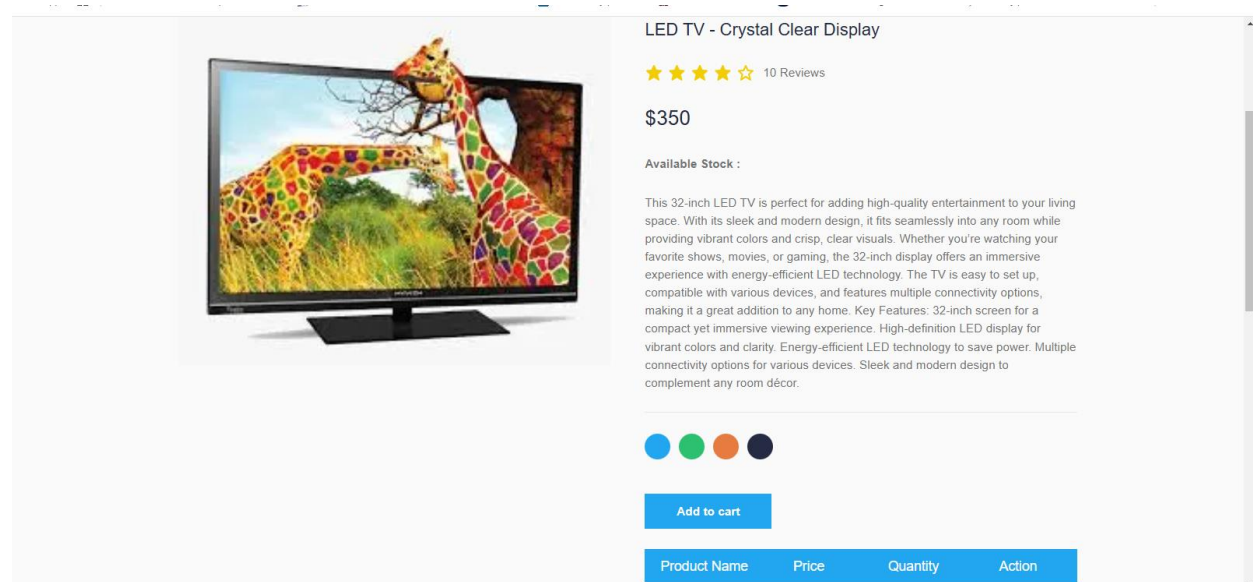 LED TV - Crystal Clear Display
10 Reviews
$350
Available Stock :
This 32-inch LED TV is perfect for adding high-quality entertainment to your living
space. With its sleek and modern design, it fits seamlessly into any room while
providing vibrant colors and crisp, clear visuals. Whether you're watching your
favorite shows, movies, or gaming, the 32-inch display offers an immersive
experience with energy-efficient LED technology. The TV is easy to set up,
compatible with various devices, and features multiple connectivity options,
making it a great addition to any home. Key Features: 32-inch screen for a
compact yet immersive viewing experience. High-definition LED display for
vibrant colors and clarity. Energy-efficient LED technology to save power. Multiple
connectivity options for various devices. Sleek and modern design to
complement any room décor.
Add to cart
Product Name Price Quantity Action